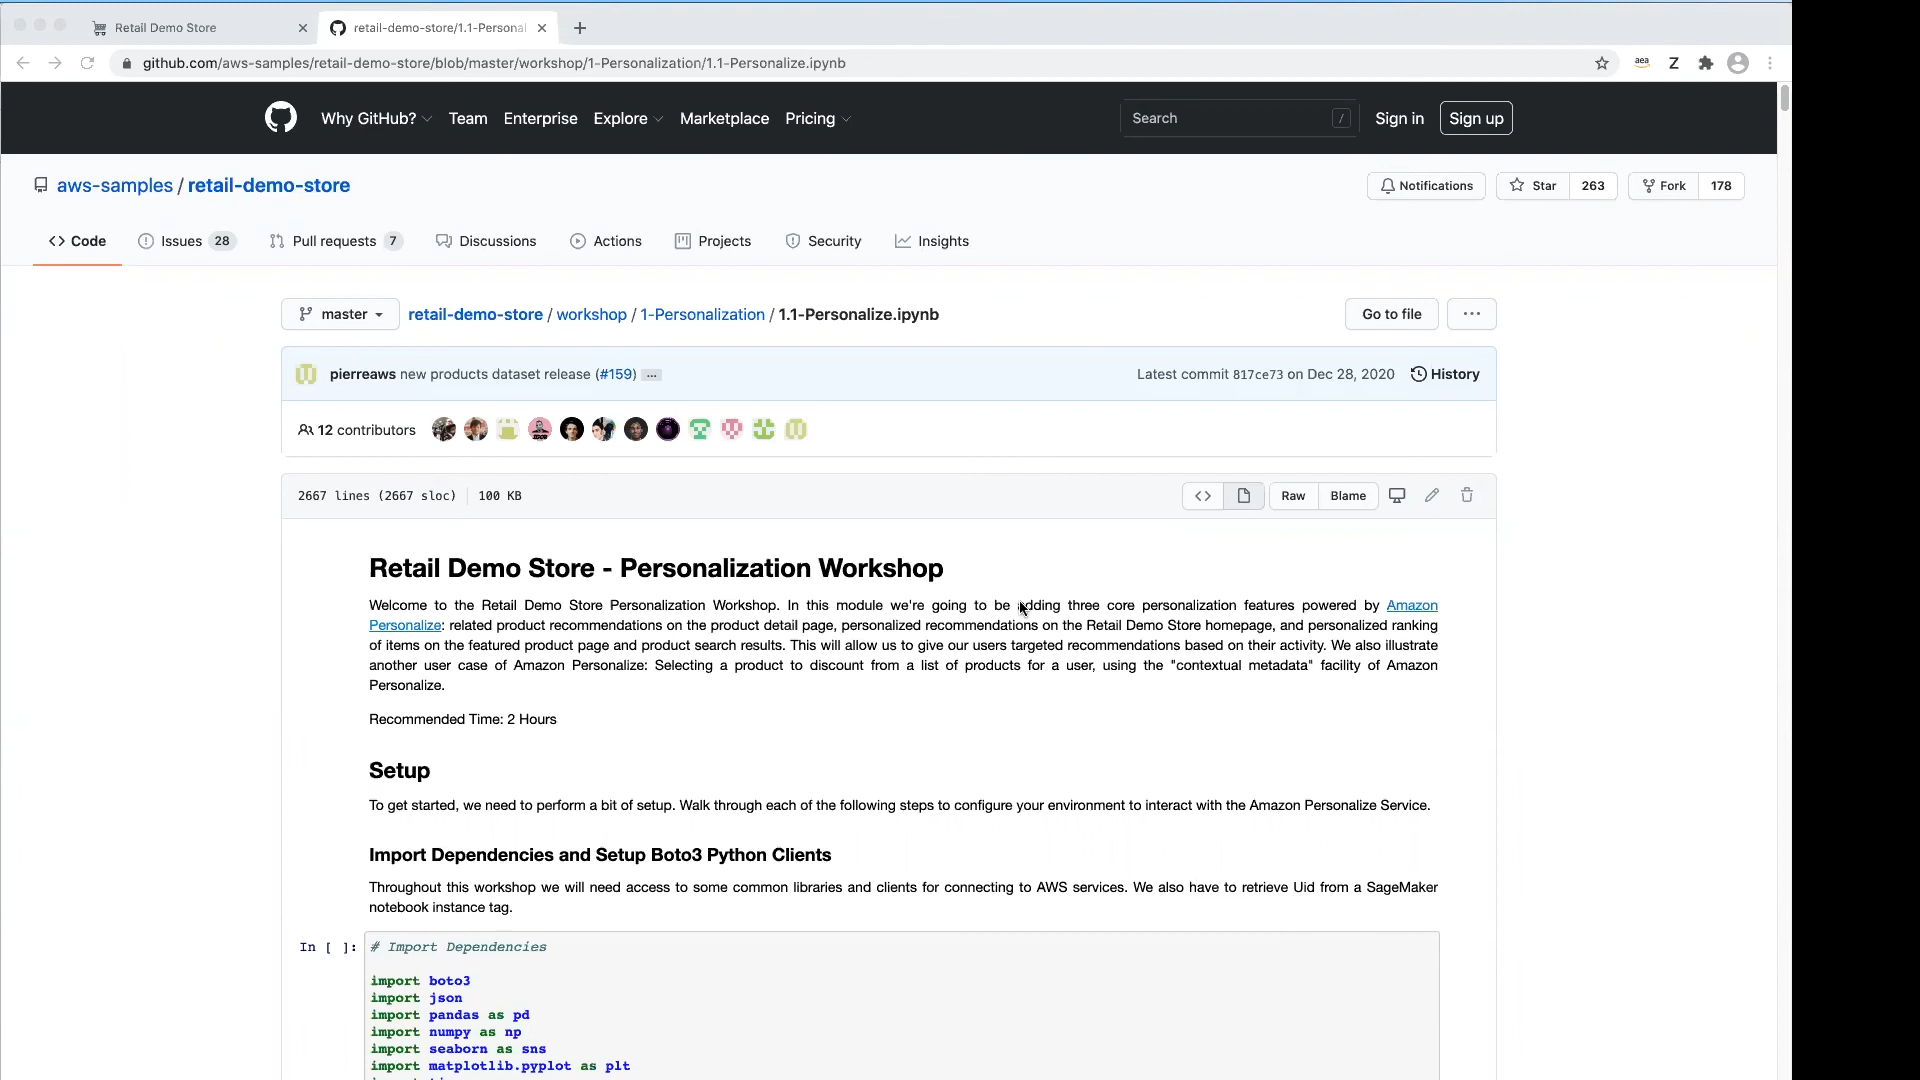 Retail Demo Store
retail-demo-store/1.1-Personal
github.com/aws-samples/retail-demo-store/blob/master/workshop/1-Personalization/1.1-Personalize.ipynb
aea Z
Why GitHub? Team Enterprise Explore Marketplace Pricing Search / Sign in Sign up
aws-samples / retail-demo-store Notifications Star 263 Fork 178
<> Code Issues 28 Pull requests 7 Discussions Actions Projects Security Insights
master retail-demo-store / workshop / 1-Personalization / 1.1-Personalize.ipynb Go to file ...
pierreaws new products dataset release (#159) ... Latest commit 817ce73 on Dec 28, 2020 History
12 contributors
2667 lines (2667 sloc) 100 KB <> Raw Blame
Retail Demo Store - Personalization Workshop
Welcome to the Retail Demo Store Personalization Workshop. In this module we're going to be adding three core personalization features powered by Amazon
Personalize: related product recommendations on the product detail page, personalized recommendations on the Retail Demo Store homepage, and personalized ranking
of items on the featured product page and product search results. This will allow us to give our users targeted recommendations based on their activity. We also illustrate
another user case of Amazon Personalize: Selecting a product to discount from a list of products for a user, using the "contextual metadata" facility of Amazon
Personalize.
Recommended Time: 2 Hours
Setup
To get started, we need to perform a bit of setup. Walk through each of the following steps to configure your environment to interact with the Amazon Personalize Service.
Import Dependencies and Setup Boto3 Python Clients
Throughout this workshop we will need access to some common libraries and clients for connecting to AWS services. We also have to retrieve Uid from a SageMaker
notebook instance tag.
In [ ]: # Import Dependencies
import boto3
import json
import pandas as pd
import numpy as np
import seaborn as sns
import matplotlib.pyplot as plt